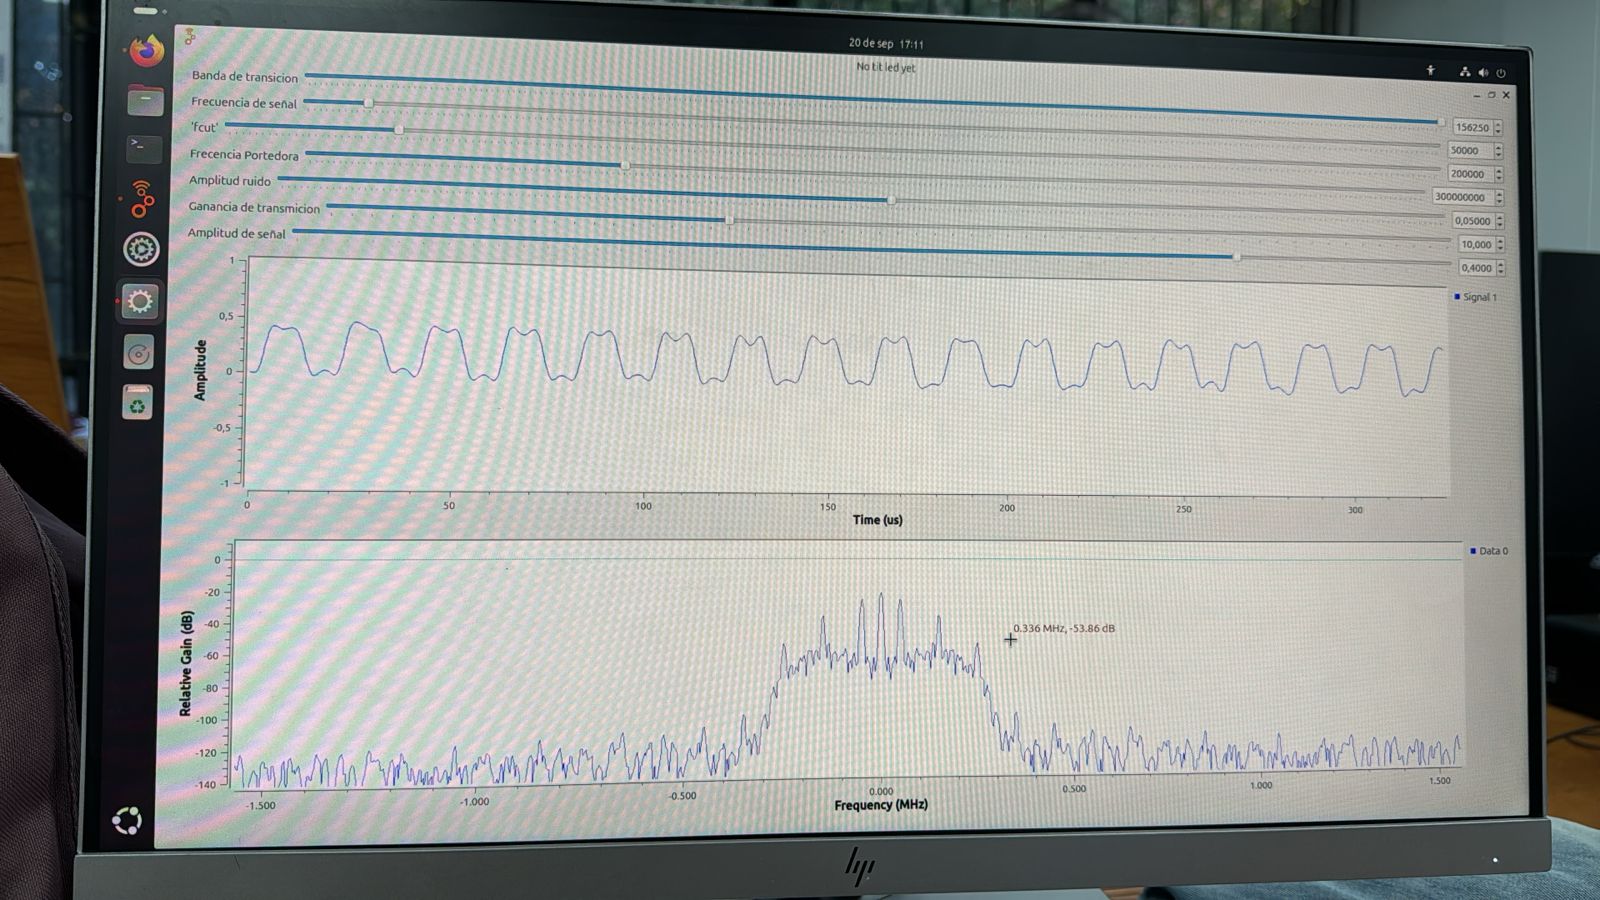 20 de sep 17:11
No titled yet
Banda de transicion 156250
Frecuencia de señal 50000
'fcut' 200000
Frecencia Portedora 300000000
Amplitud ruido 0,05000
Ganancia de transmicion 10,000
Amplitud de señal 0,4000
1
0,5
0
-0,5
-1
Amplitude
Signal 1
0 50 100 150 200 250 300
Time (us)
0
-20
-40
-60
-80
-100
-120
-140
Relative Gain (dB)
Data 0
0.336 MHz, -53.86 dB
-1.500 -1.000 -0.500 0.000 0.500 1.000 1.500
Frequency (MHz)
hp